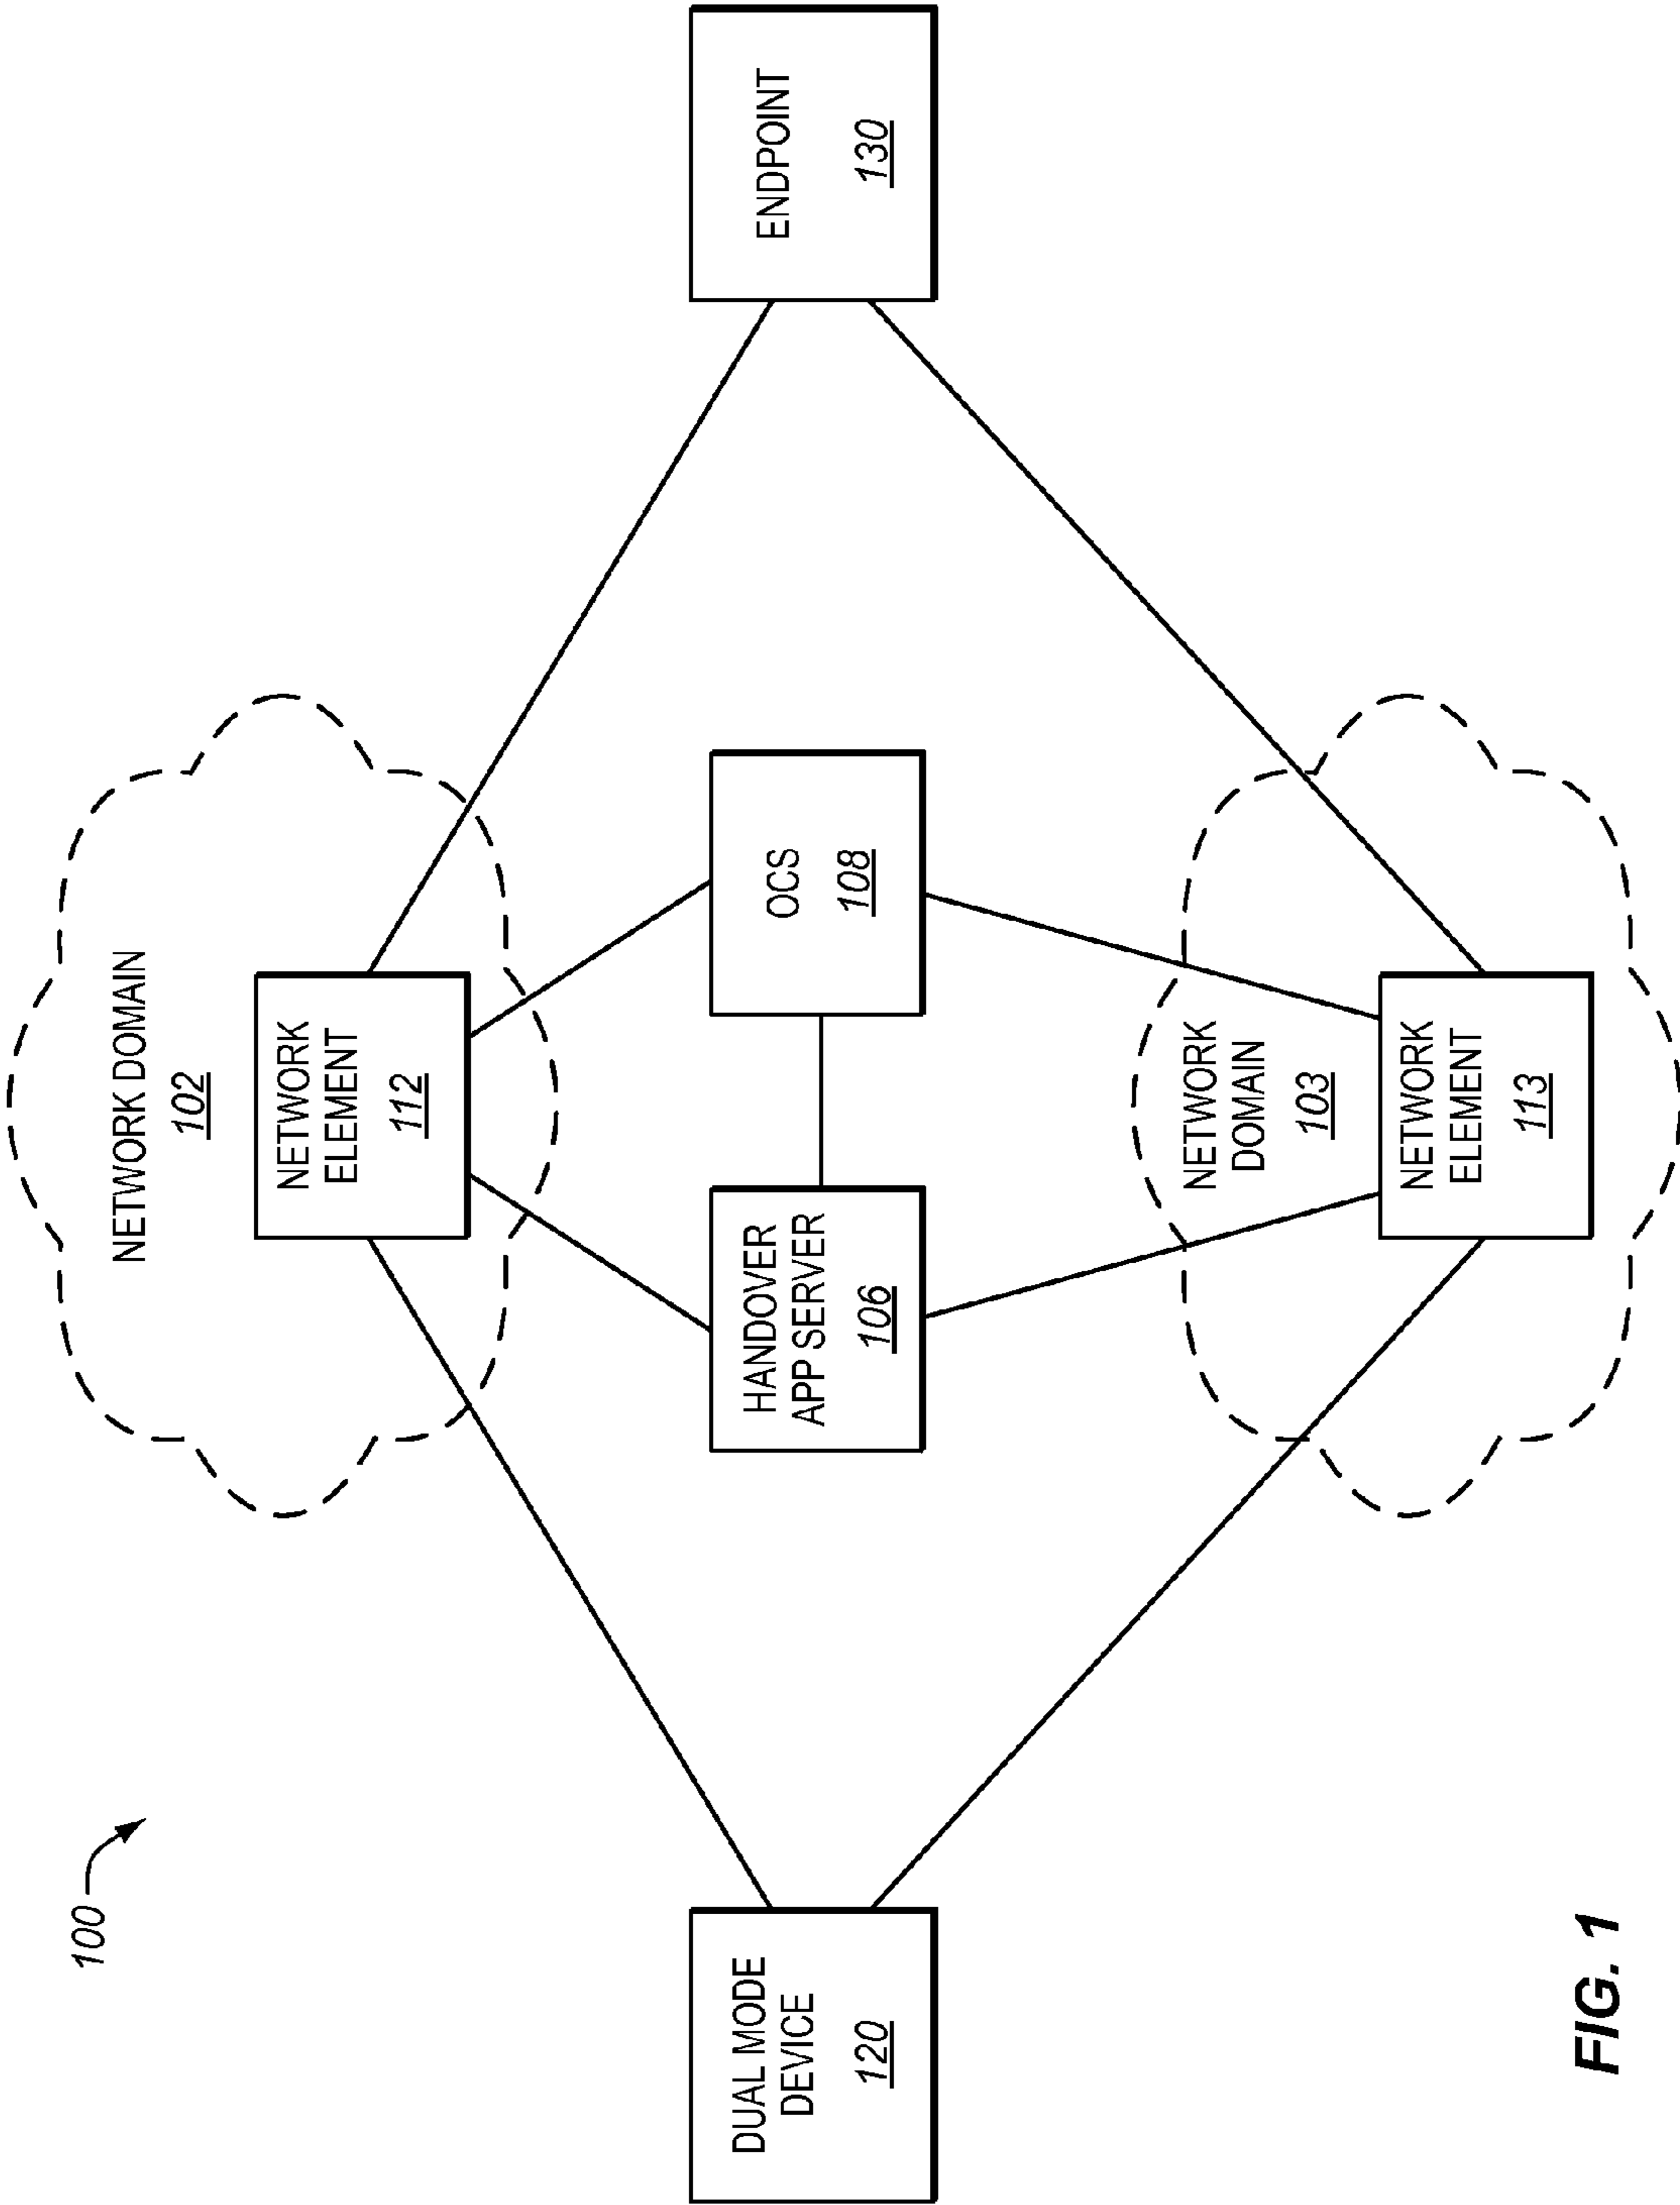 100
NETWORK DOMAIN
102
NETWORK
ELEMENT
112
DUAL MODE
DEVICE
120
HANDOVER
APP SERVER
106
OCS
108
ENDPOINT
130
NETWORK
DOMAIN
103
NETWORK
ELEMENT
113
FIG. 1